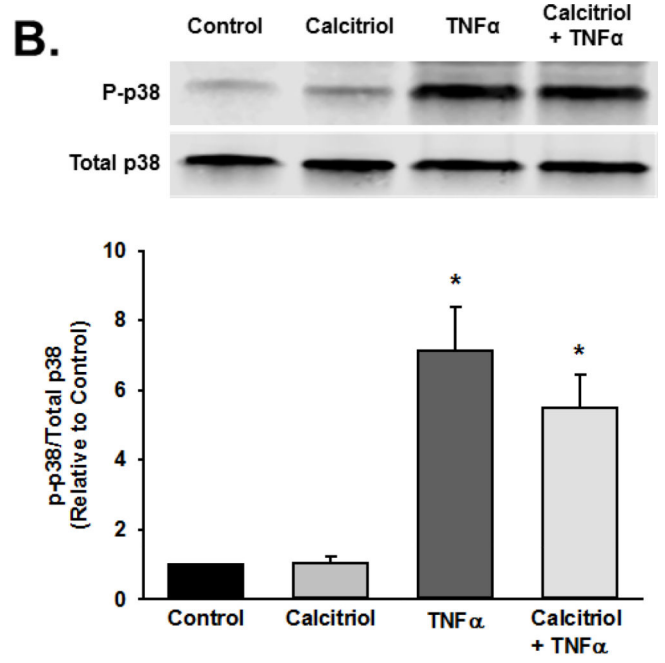 B.
Control Calcitriol TNFα Calcitriol
+ TNFα
P-p38
Total p38
p-p38/Total p38
(Relative to Control)
10
8
6
4
2
0
*
*
Control Calcitriol TNFα Calcitriol
+ TNFα